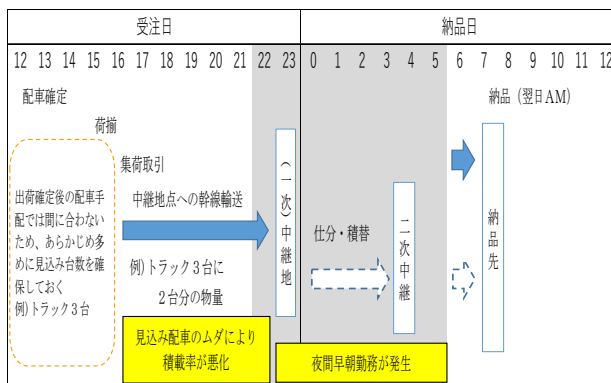 受注日
納品日
12 13 14 15 16 17 18 19 20 21 22 23 0 1 2 3 4 5 6 7 8 9 10 11 12
配車確定
納品(翌日AM)
荷揃
集荷取引
出荷確定後の配車手
配では間に合わない
ため、あらかじめ多め
めに見込み台数を確
保しておく
例)トラック3台
中継地点への幹線輸送
例)トラック3台に
2台分の物量
(一次)中継地
仕分・積替
二次中継
納品先
見込み配車のムダにより
積載率が悪化
夜間早朝勤務が発生